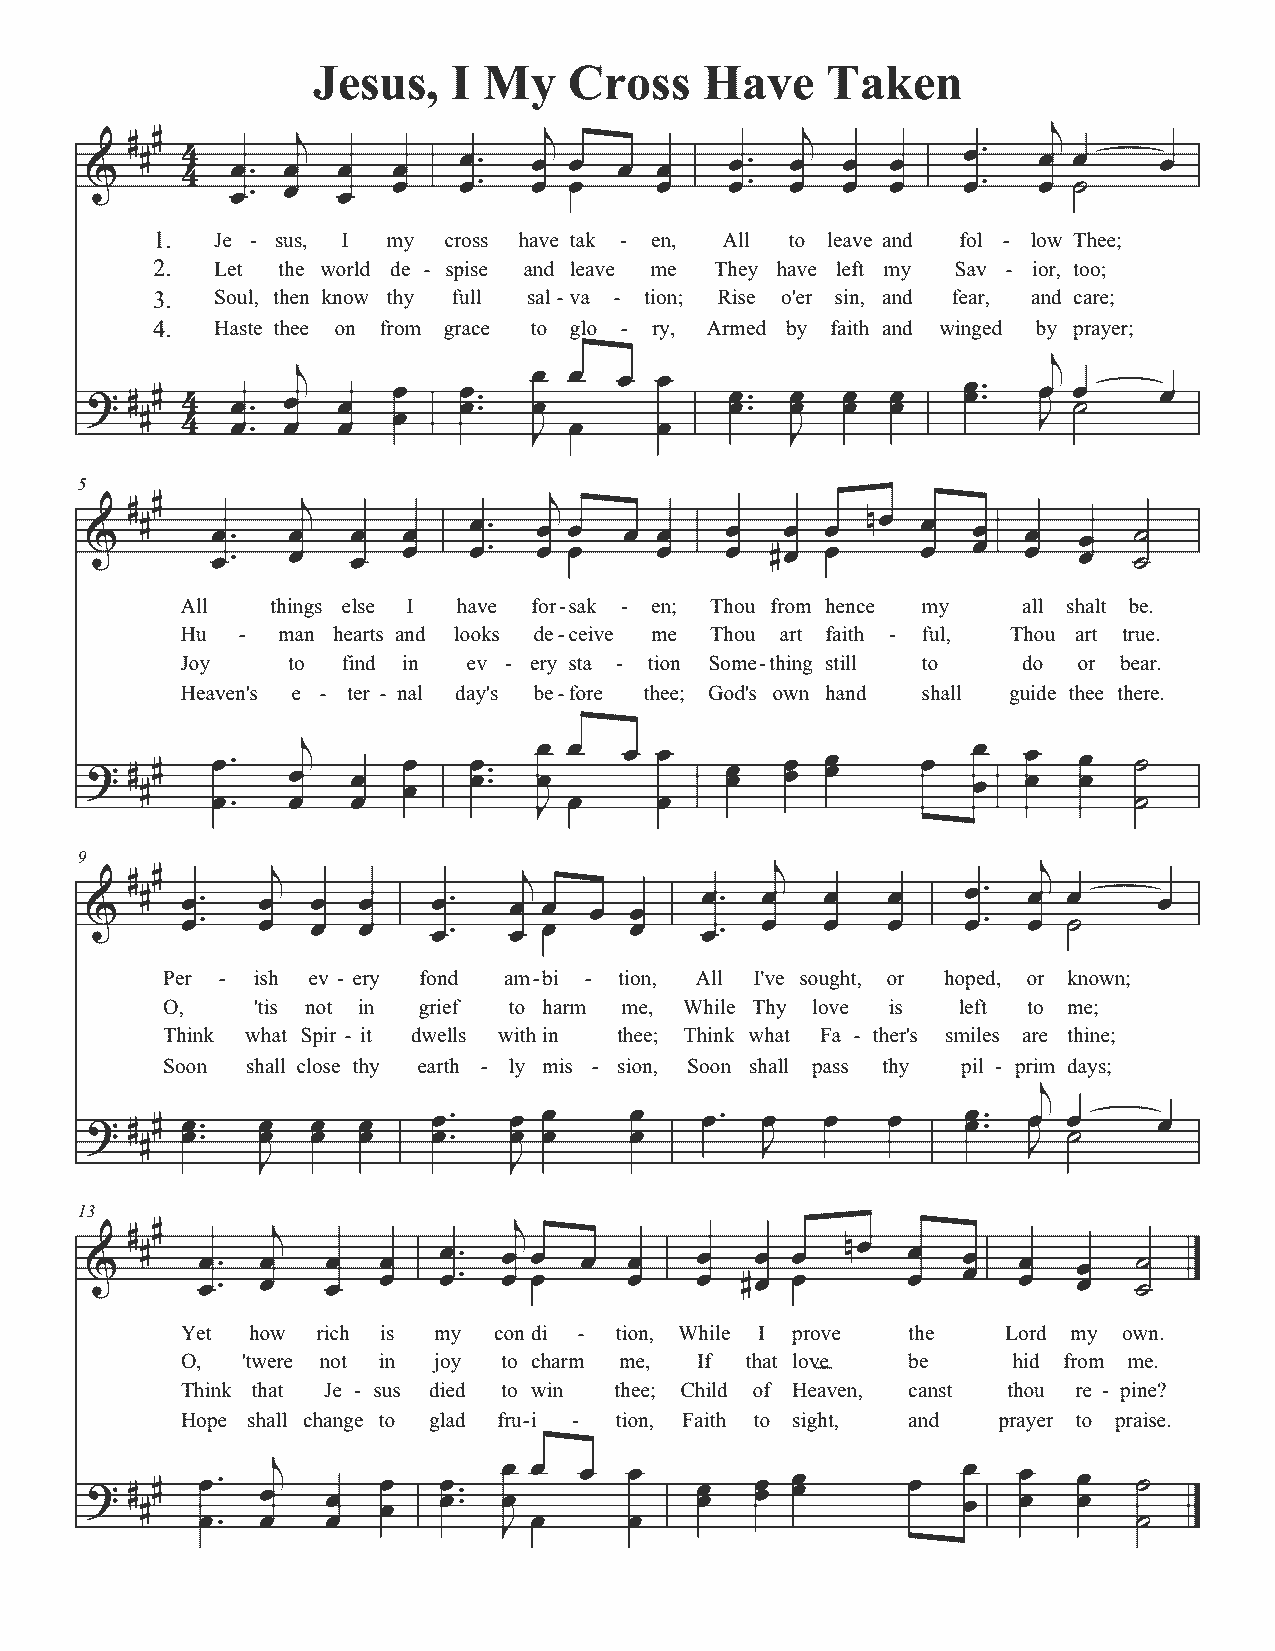 Jesus, I My Cross Have Taken
1. Je - sus, I my cross have tak - en, All to leave and fol - low Thee;
2. Let the world de - spise and leave me They have left my Sav - ior, too;
3. Soul, then know thy full sal - va - tion; Rise o'er sin, and fear, and care;
4. Haste thee on from grace to glo - ry, Armed by faith and winged by prayer;
5
All things else I have for - sak - en; Thou from hence my all shalt be.
Hu - man hearts and looks de - ceive me Thou art faith - ful, Thou art true.
Joy to find in ev - ery sta - tion Some - thing still to do or bear.
Heaven's e - ter - nal day's be - fore thee; God's own hand shall guide thee there.
9
Per - ish ev - ery fond am - bi - tion, All I've sought, or hoped, or known;
O, 'tis not in grief to harm me, While Thy love is left to me;
Think what Spir - it dwells with in thee; Think what Fa - ther's smiles are thine;
Soon shall close thy earth - ly mis - sion, Soon shall pass thy pil - prim days;
13
Yet how rich is my con di - tion, While I prove the Lord my own.
O, 'twere not in joy to charm me, If that love be hid from me.
Think that Je - sus died to win thee; Child of Heaven, canst thou re - pine?
Hope shall change to glad fru - i - tion, Faith to sight, and prayer to praise.